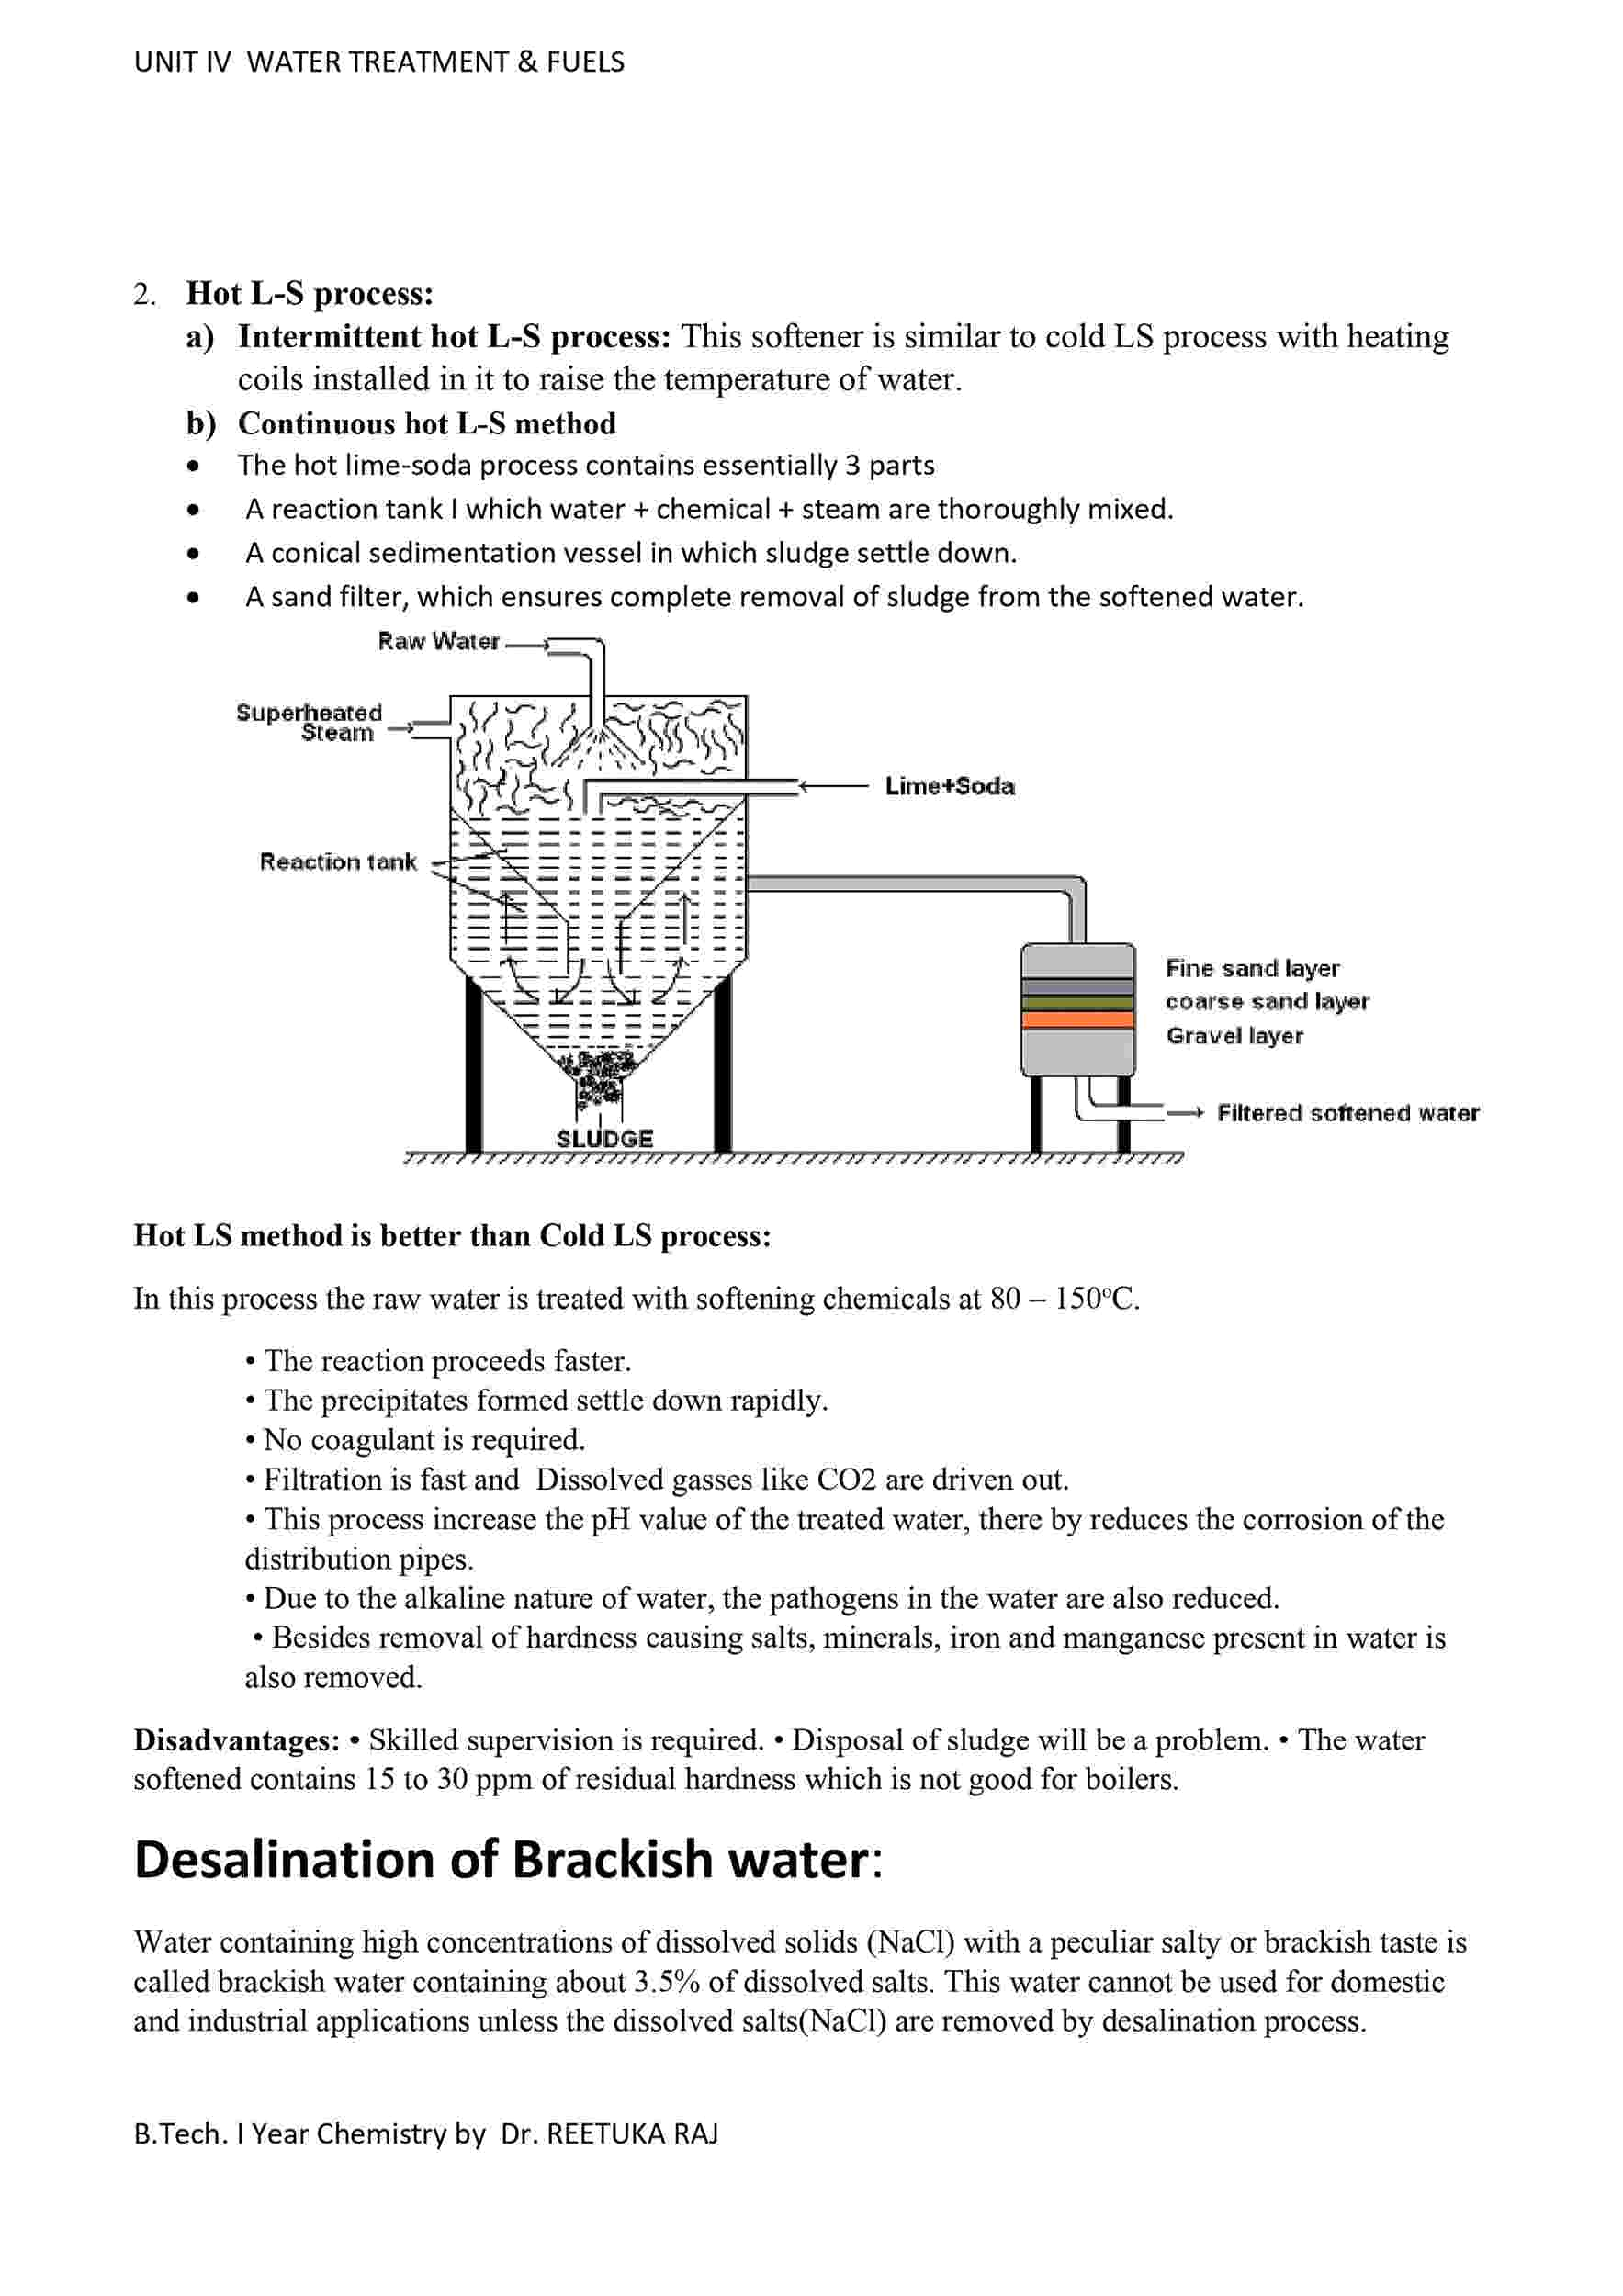 UNIT IV  WATER TREATMENT & FUELS
2. Hot L-S process:
a) Intermittent hot L-S process: This softener is similar to cold LS process with heating
coils installed in it to raise the temperature of water.
b) Continuous hot L-S method
• The hot lime-soda process contains essentially 3 parts
• A reaction tank I which water + chemical + steam are thoroughly mixed.
• A conical sedimentation vessel in which sludge settle down.
• A sand filter, which ensures complete removal of sludge from the softened water.
Raw Water
Superheated
Steam
Lime+Soda
Reaction tank
Fine sand layer
coarse sand layer
Gravel layer
Filtered softened water
SLUDGE
Hot LS method is better than Cold LS process:
In this process the raw water is treated with softening chemicals at 80 – 150°C.
• The reaction proceeds faster.
• The precipitates formed settle down rapidly.
• No coagulant is required.
• Filtration is fast and  Dissolved gasses like CO2 are driven out.
• This process increase the pH value of the treated water, there by reduces the corrosion of the
distribution pipes.
• Due to the alkaline nature of water, the pathogens in the water are also reduced.
• Besides removal of hardness causing salts, minerals, iron and manganese present in water is
also removed.
Disadvantages: • Skilled supervision is required. • Disposal of sludge will be a problem. • The water
softened contains 15 to 30 ppm of residual hardness which is not good for boilers.
Desalination of Brackish water:
Water containing high concentrations of dissolved solids (NaCl) with a peculiar salty or brackish taste is
called brackish water containing about 3.5% of dissolved salts. This water cannot be used for domestic
and industrial applications unless the dissolved salts(NaCl) are removed by desalination process.
B.Tech. I Year Chemistry by  Dr. REETUKA RAJ